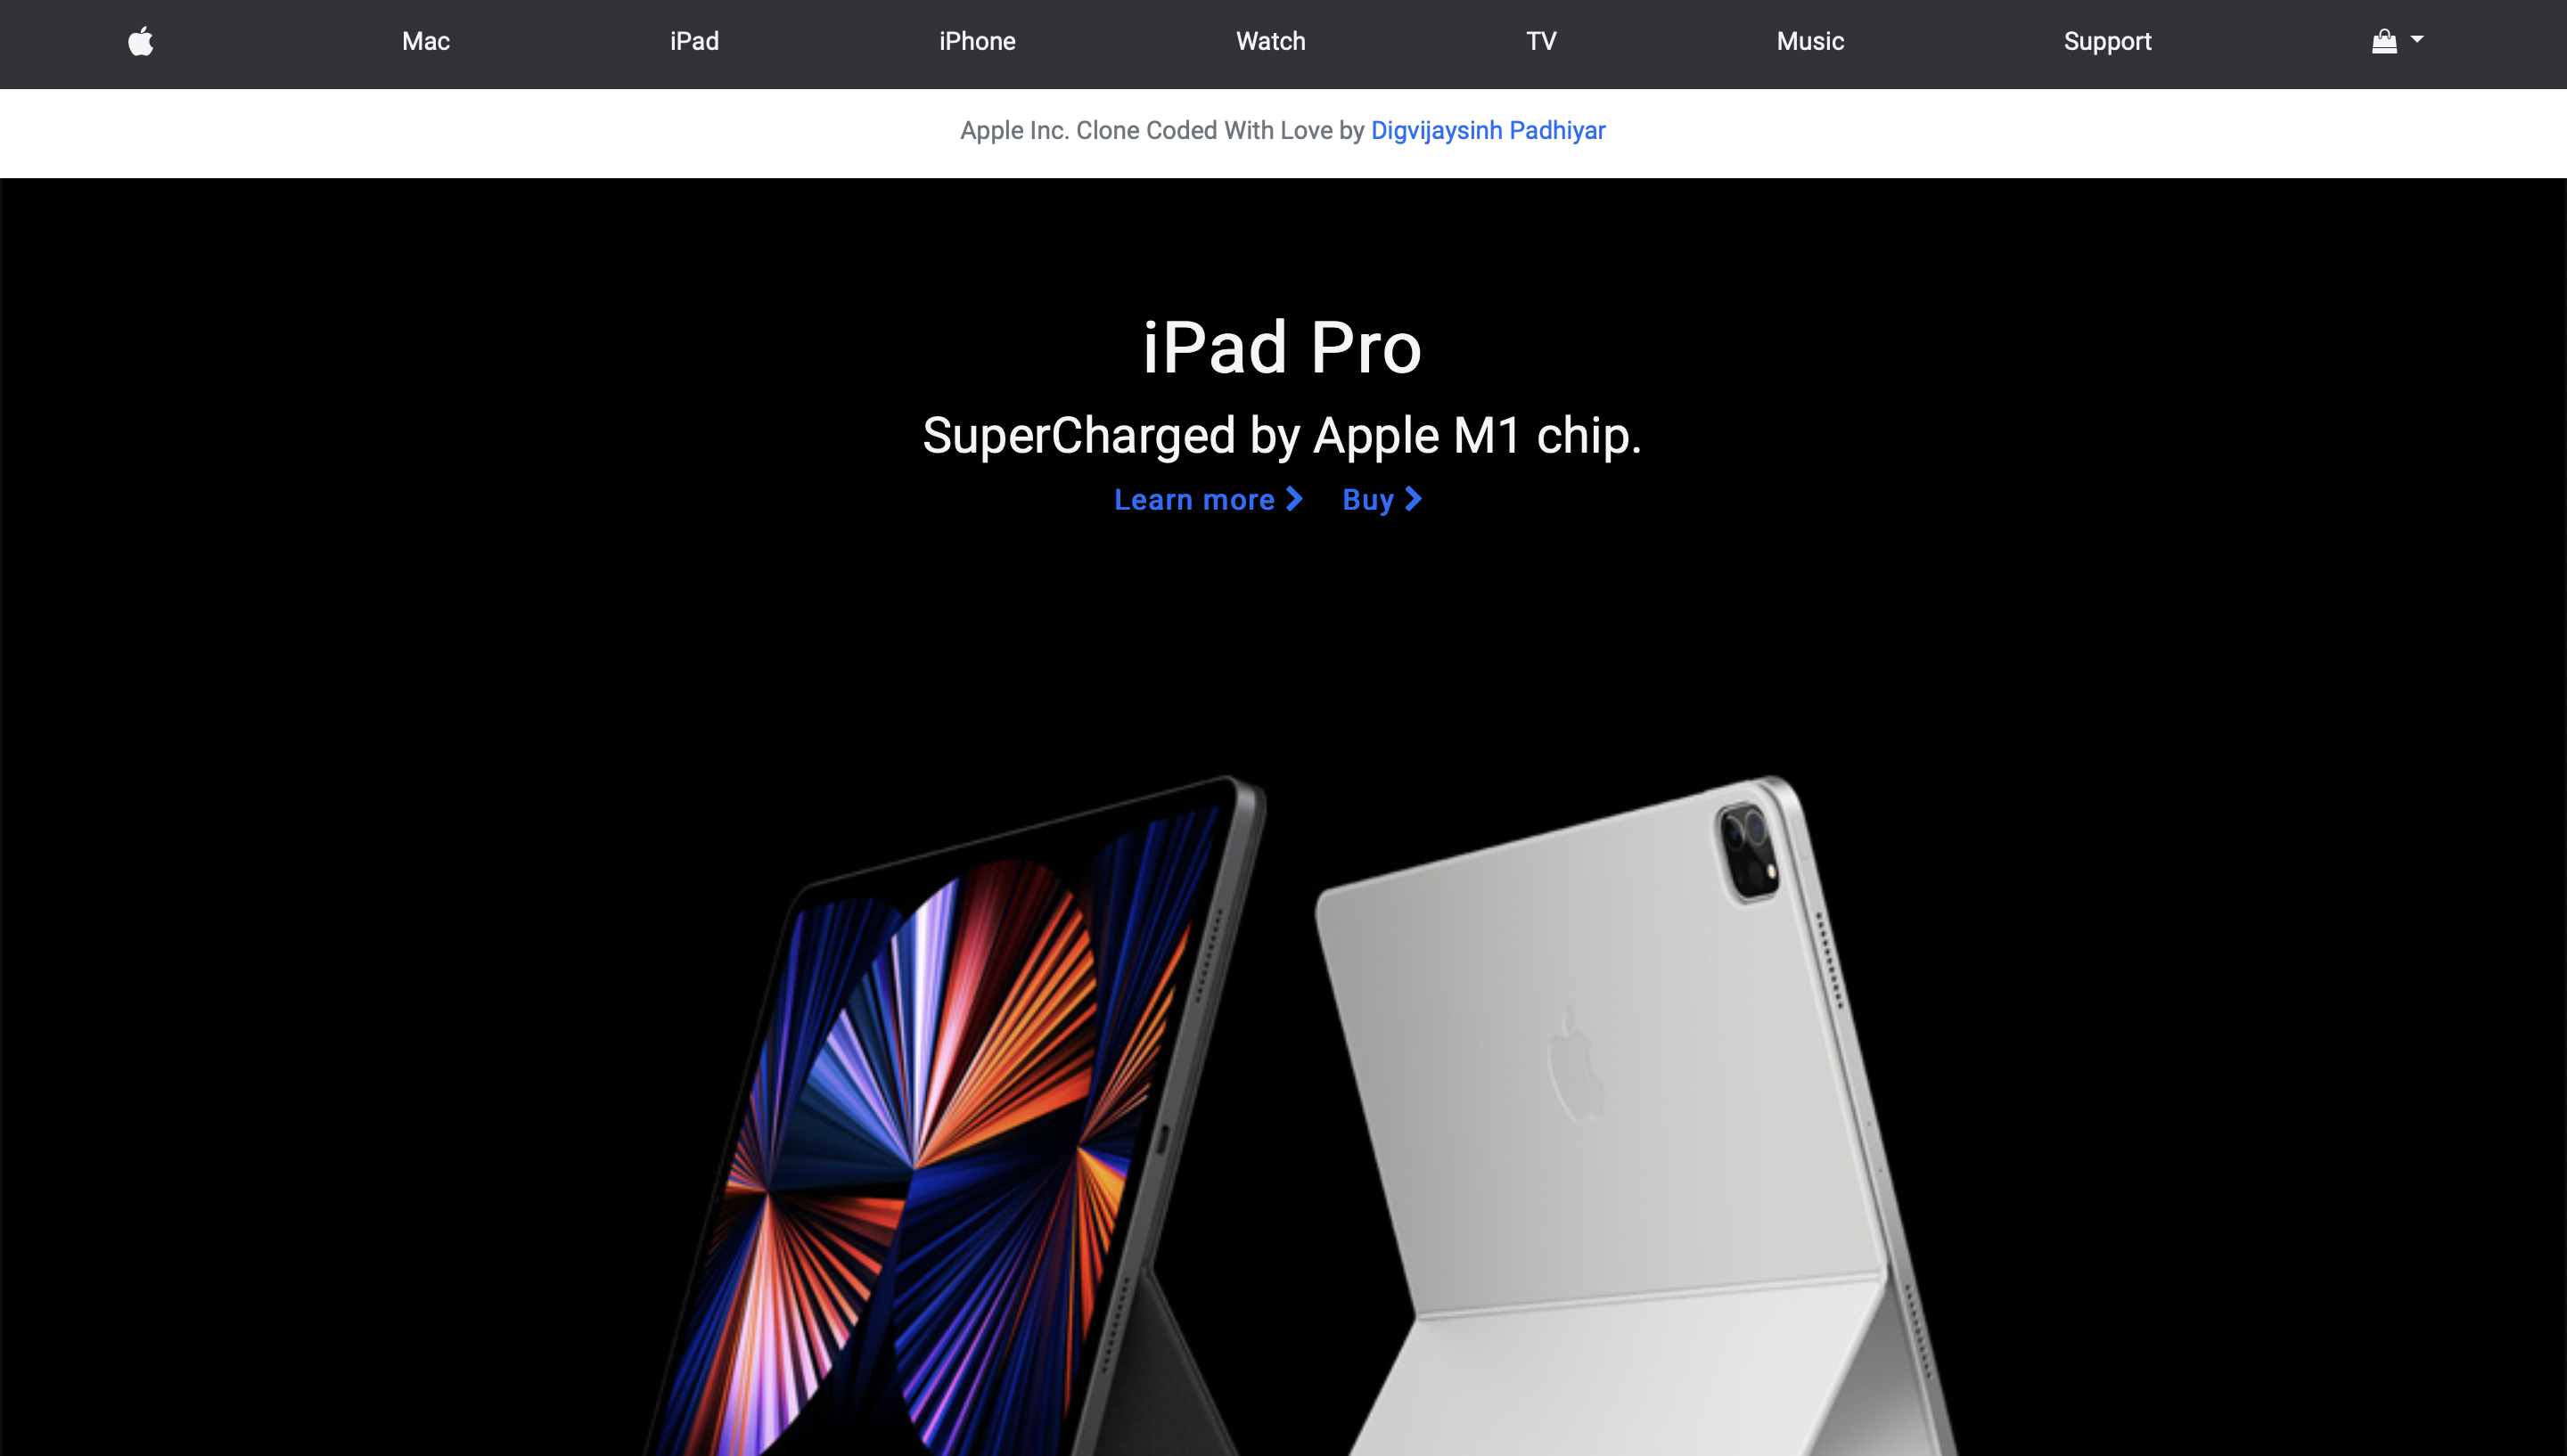 Mac iPad iPhone Watch TV Music Support
Apple Inc. Clone Coded With Love by Digvijaysinh Padhiyar
iPad Pro
SuperCharged by Apple M1 chip.
Learn more Buy